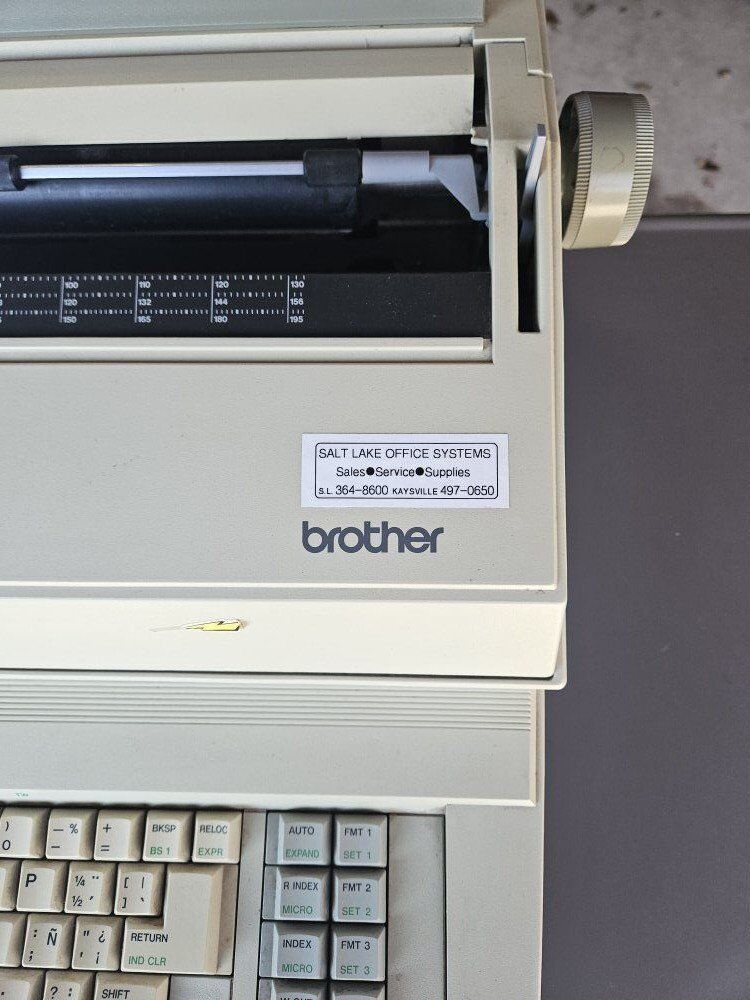 100 110 120 130
120 132 144 156
150 165 180 195
SALT LAKE OFFICE SYSTEMS
Sales●Service●Supplies
S.L. 364-8600 KAYSVILLE 497-0650
brother
) — % + BKSP RELOC AUTO FMT 1
0 - = BS 1 EXPR EXPAND SET 1
P ¼ ¨ [ | R INDEX FMT 2
½ ´ ] ` MICRO SET 2
: Ñ " ¿ RETURN INDEX FMT 3
; ' ¡ IND CLR MICRO SET 3
? : SHIFT